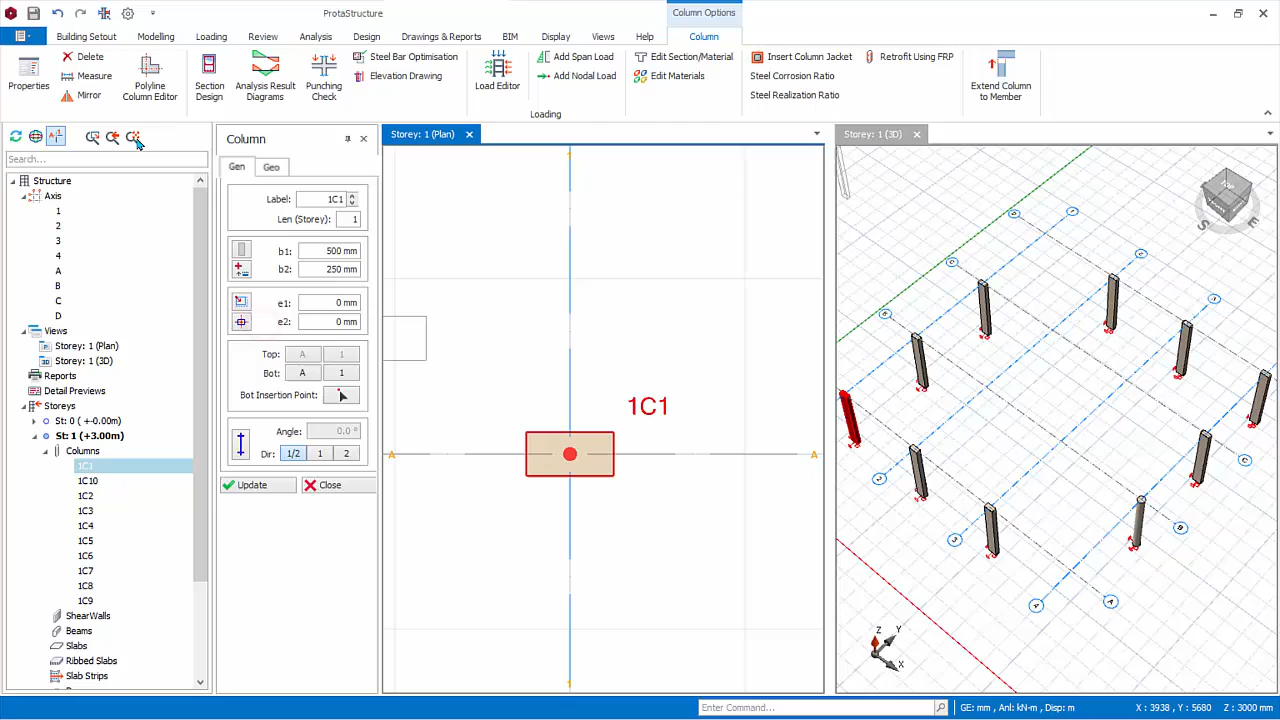 ProtaStructure
Column Options
Building Setout
Modelling
Loading
Review
Analysis
Design
Drawings & Reports
BIM
Display
Views
Help
Column
Properties
Delete
Measure
Mirror
Polyline
Column Editor
Section
Design
Analysis Result
Diagrams
Punching
Check
Steel Bar Optimisation
Elevation Drawing
Load Editor
Add Span Load
Add Nodal Load
Loading
Edit Section/Material
Edit Materials
Insert Column Jacket
Steel Corrosion Ratio
Steel Realization Ratio
Retrofit Using FRP
Extend Column
to Member
Search...
Structure
Axis
1
2
3
4
A
B
C
D
Views
Storey: 1 (Plan)
Storey: 1 (3D)
Reports
Detail Previews
Storeys
St: 0 ( +-0.00m)
St: 1 (+3.00m)
Columns
1C1
1C10
1C2
1C3
1C4
1C5
1C6
1C7
1C8
1C9
ShearWalls
Beams
Slabs
Ribbed Slabs
Slab Strips
Column
Gen
Geo
Label: 1C1
Len (Storey): 1
b1: 500 mm
b2: 250 mm
e1: 0 mm
e2: 0 mm
Top: A 1
Bot: A 1
Bot Insertion Point:
Angle: 0.0 °
Dir: 1/2 1 2
Update
Close
Storey: 1 (Plan)
1
1C1
A
A
1
Storey: 1 (3D)
TOP
S
E
2
3
4
A
B
C
Z
Y
X
Enter Command...
GE: mm , Anl: kN-m , Disp: m
X : 3938 , Y : 5680
Z : 3000 mm